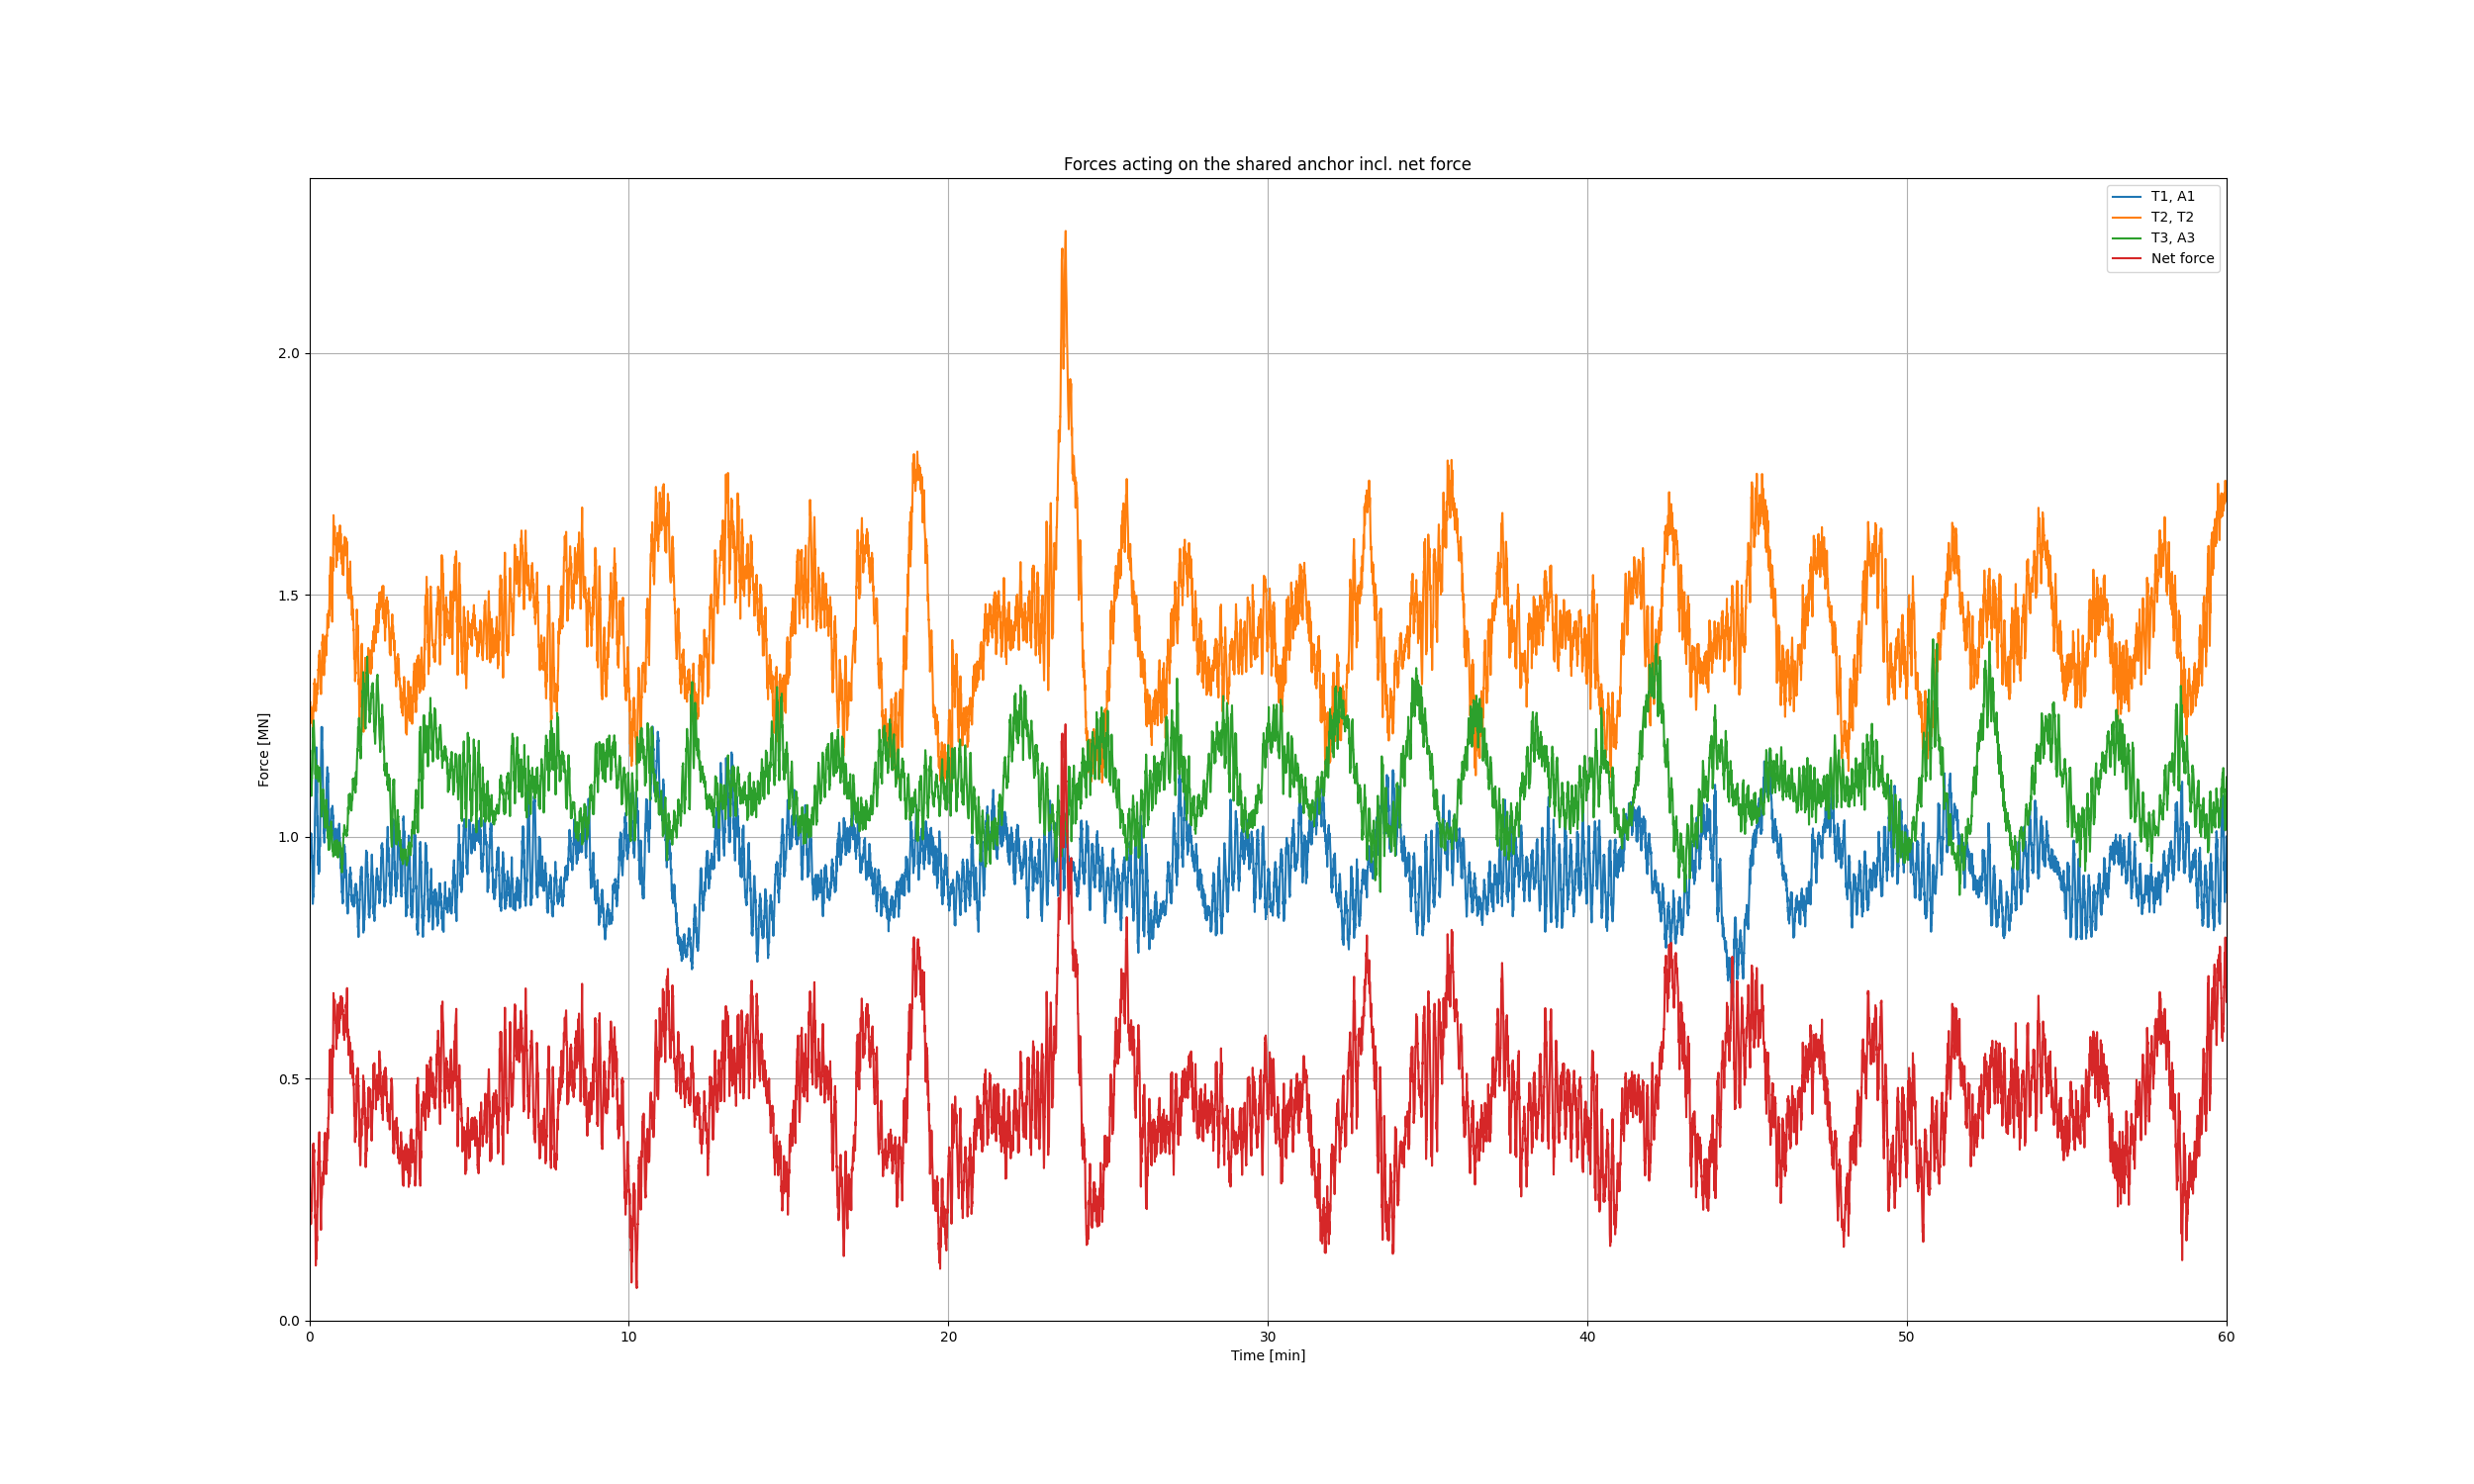 Forces acting on the shared anchor incl. net force
T1, A1
T2, T2
T3, A3
Net force
Force [MN]
2.0
1.5
1.0
0.5
0.0
0 10 20 30 40 50 60
Time [min]